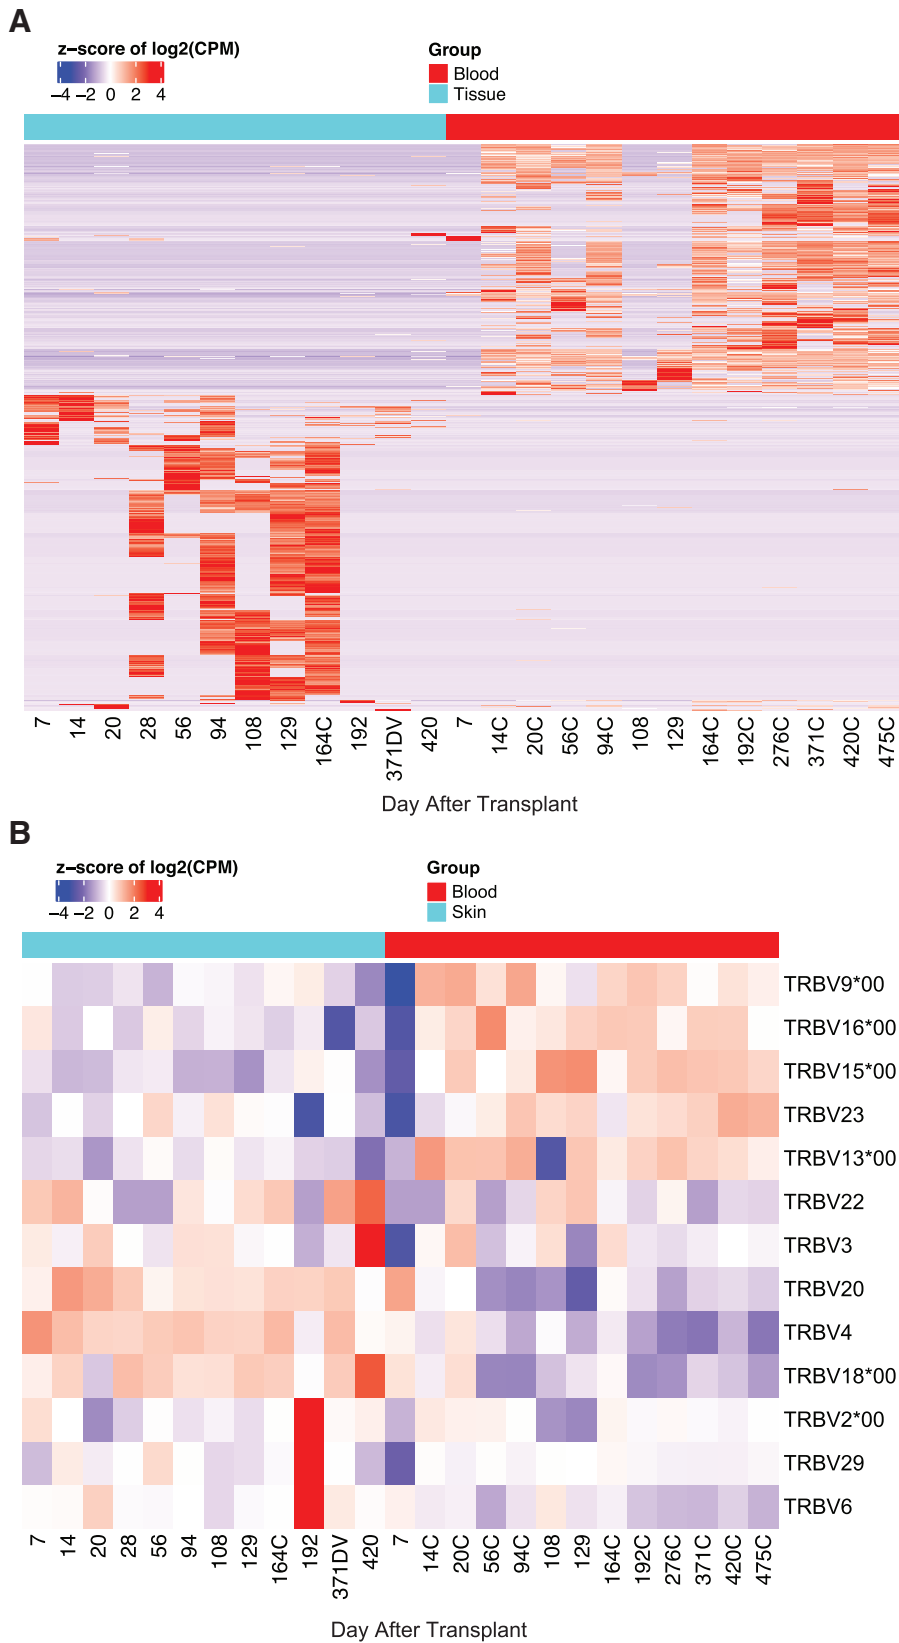 A
z−score of log2(CPM)
−4 −2 0 2 4
Group
Blood
Tissue
7 14 20 28 56 94 108 129 164C 192 371DV 420 7 14C 20C 56C 94C 108 129 164C 192C 276C 371C 420C 475C
Day After Transplant
B
z−score of log2(CPM)
−4 −2 0 2 4
Group
Blood
Skin
TRBV9*00
TRBV16*00
TRBV15*00
TRBV23
TRBV13*00
TRBV22
TRBV3
TRBV20
TRBV4
TRBV18*00
TRBV2*00
TRBV29
TRBV6
7 14 20 28 56 94 108 129 164C 192 371DV 420 7 14C 20C 56C 94C 108 129 164C 192C 276C 371C 420C 475C
Day After Transplant